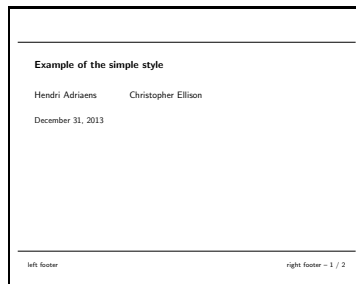 Example of the simple style
Hendri Adriaens Christopher Ellison
December 31, 2013
left footer right footer – 1 / 2